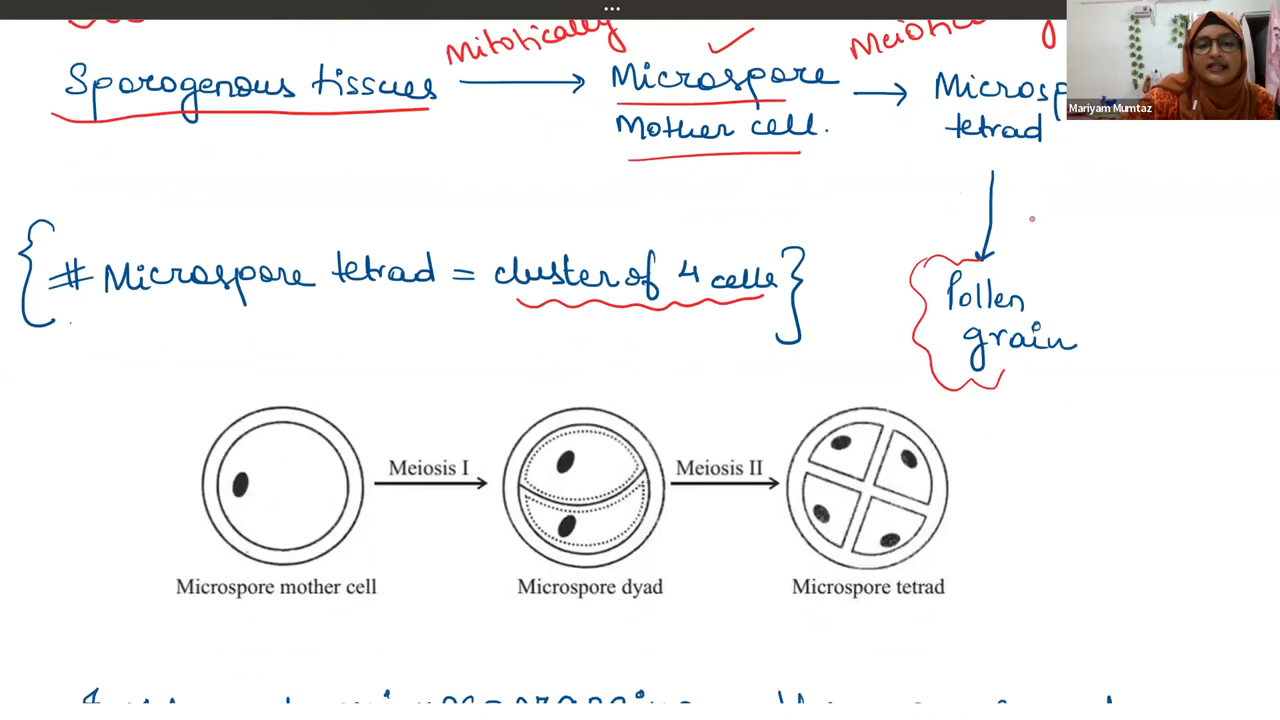 Mitotically
Sporogenous tissues → Microspore → Microsp
Mother cell. tetrad
Mariyam Mumtaz
{ # Microspore tetrad = cluster of 4 cells }
Pollen
grain
Meiosis I Meiosis II
Microspore mother cell Microspore dyad Microspore tetrad